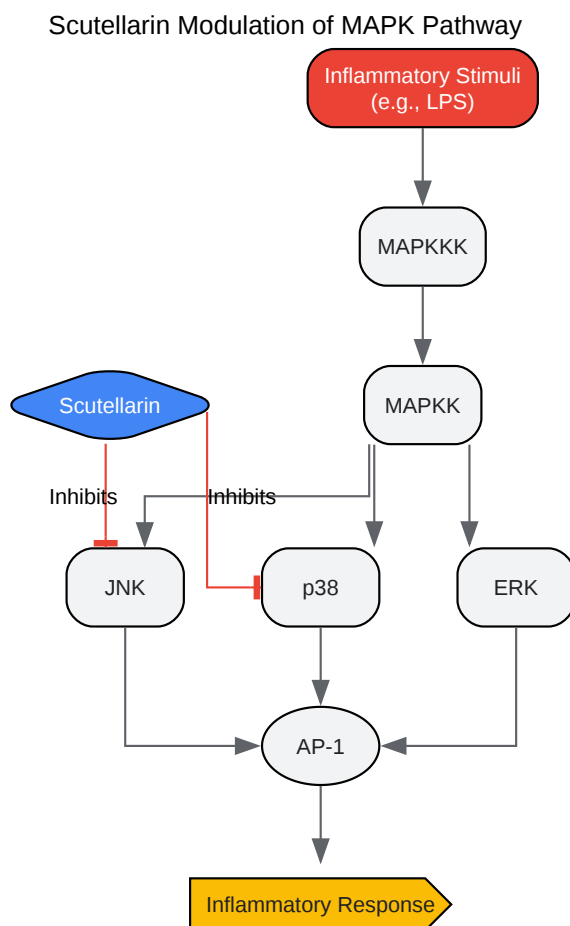 Scutellarin Modulation of MAPK Pathway
Inflammatory Stimuli
(e.g., LPS)
MAPKKK
Scutellarin
MAPKK
Inhibits
Inhibits
JNK
p38
ERK
AP-1
Inflammatory Response